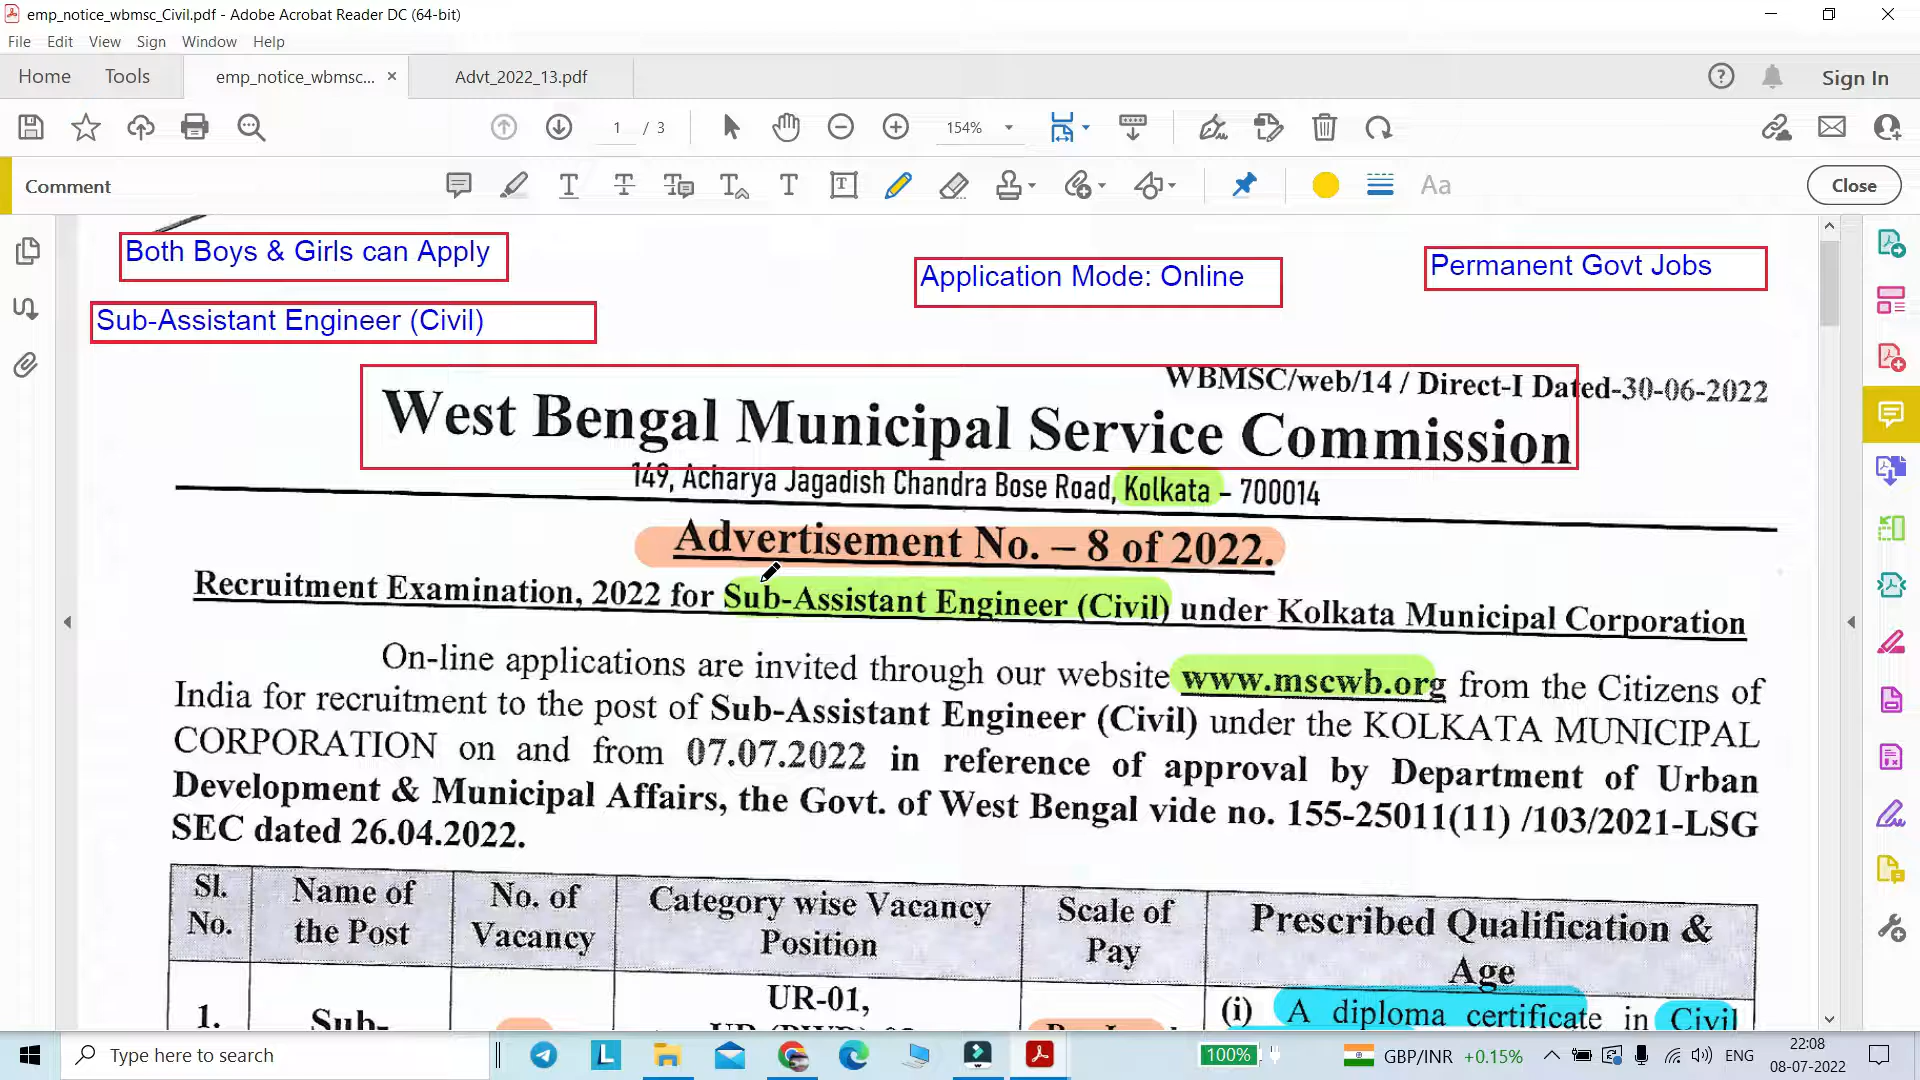 emp_notice_wbmsc_Civil.pdf - Adobe Acrobat Reader DC (64-bit)
File Edit View Sign Window Help
Home Tools emp_notice_wbmsc... × Advt_2022_13.pdf Sign In
1 / 3 154%
Comment Aa Close
Both Boys & Girls can Apply
Application Mode: Online
Permanent Govt Jobs
Sub-Assistant Engineer (Civil)
WBMSC/web/14 / Direct-I Dated-30-06-2022
West Bengal Municipal Service Commission
149, Acharya Jagadish Chandra Bose Road, Kolkata – 700014
Advertisement No. – 8 of 2022.
Recruitment Examination, 2022 for Sub-Assistant Engineer (Civil) under Kolkata Municipal Corporation
On-line applications are invited through our website www.mscwb.org from the Citizens of
India for recruitment to the post of Sub-Assistant Engineer (Civil) under the KOLKATA MUNICIPAL
CORPORATION on and from 07.07.2022 in reference of approval by Department of Urban
Development & Municipal Affairs, the Govt. of West Bengal vide no. 155-25011(11) /103/2021-LSG
SEC dated 26.04.2022.
Sl. No. Name of the Post No. of Vacancy Category wise Vacancy Position Scale of Pay Prescribed Qualification & Age
1. Sub- UR-01, (i) A diploma certificate in Civil
Type here to search
100% GBP/INR +0.15% ENG 22:08
08-07-2022